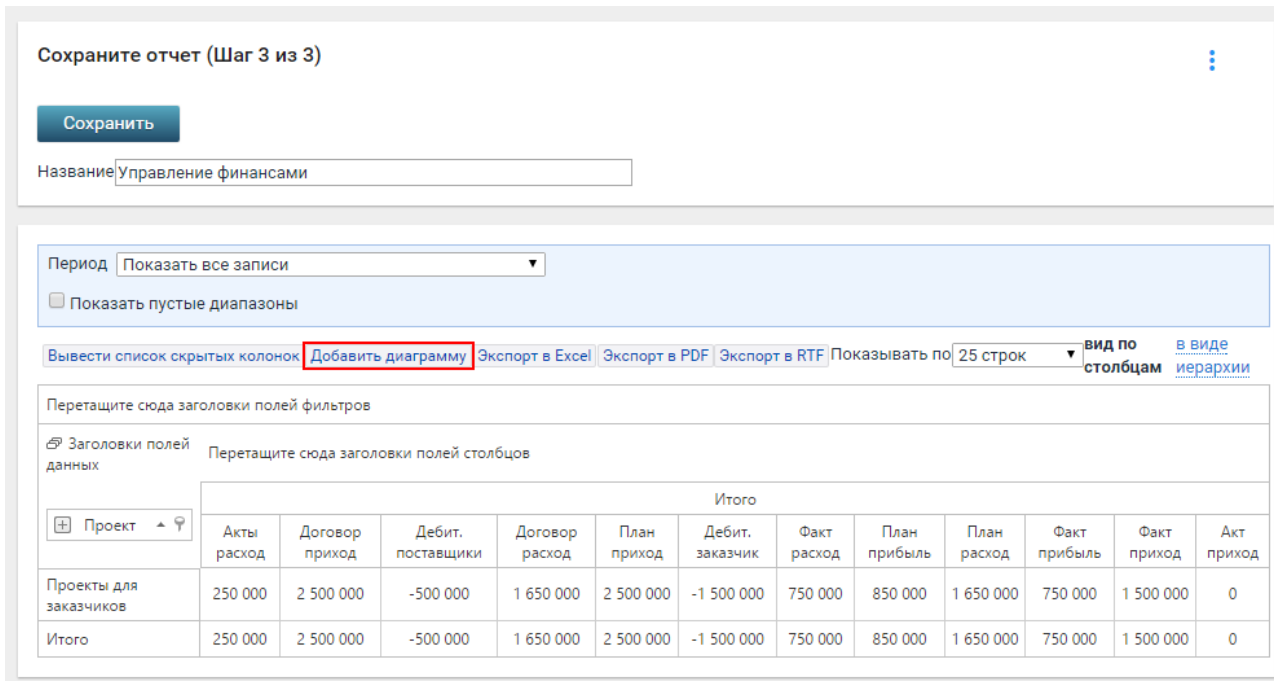 Сохраните отчет (Шаг 3 из 3)
Сохранить
Название Управление финансами
Период Показать все записи
Показать пустые диапазоны
Вывести список скрытых колонок Добавить диаграмму Экспорт в Excel Экспорт в PDF Экспорт в RTF Показывать по 25 строк вид по столбцам в виде иерархии
Перетащите сюда заголовки полей фильтров
Заголовки полей данных Перетащите сюда заголовки полей столбцов
Итого
Проект Акты расход Договор приход Дебит. поставщики Договор расход План приход Дебит. заказчик Факт расход План прибыль План расход Факт прибыль Факт приход Акт приход
Проекты для заказчиков 250 000 2 500 000 -500 000 1 650 000 2 500 000 -1 500 000 750 000 850 000 1 650 000 750 000 1 500 000 0
Итого 250 000 2 500 000 -500 000 1 650 000 2 500 000 -1 500 000 750 000 850 000 1 650 000 750 000 1 500 000 0